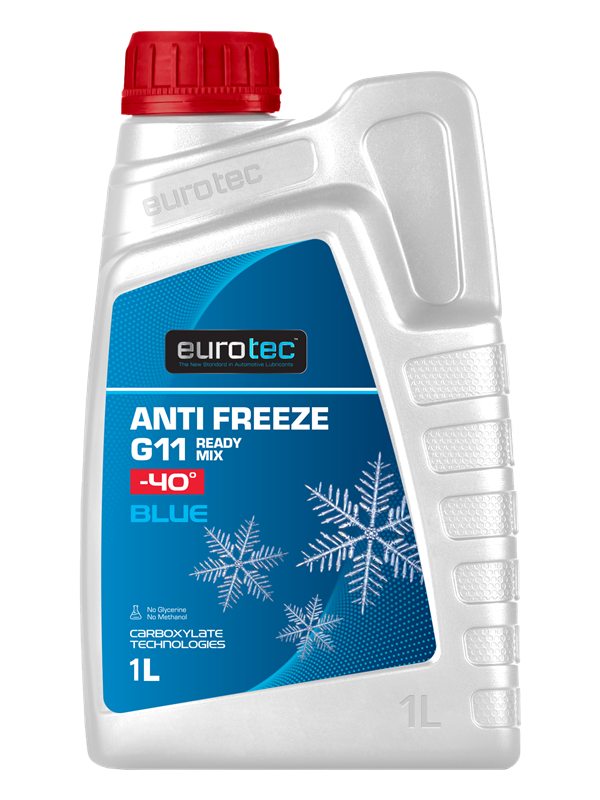 eurotec
eurotec™
The New Standard in Automotive Lubricants
ANTI FREEZE
G11 READY
MIX
-40°
BLUE
No Glycerine
No Methanol
CARBOXYLATE
TECHNOLOGIES
1L
1L